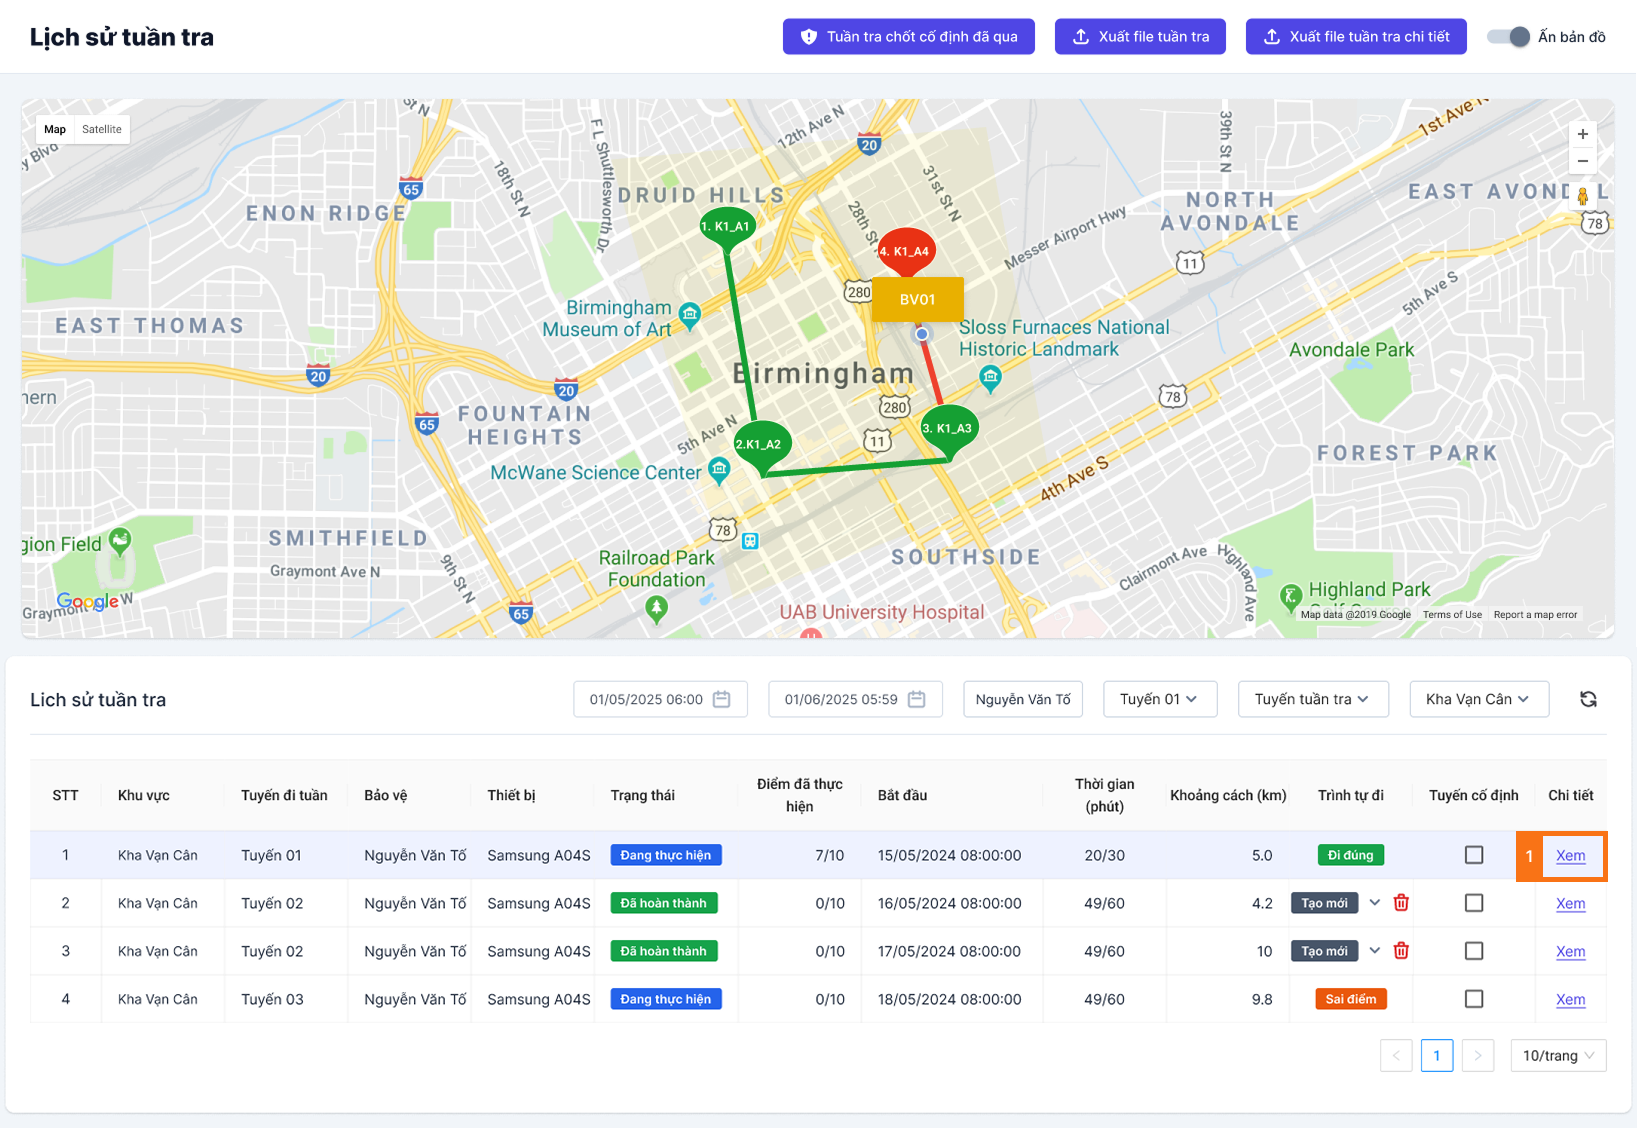 Lịch sử tuần tra
Tuần tra chốt cố định đã qua
Xuất file tuần tra
Xuất file tuần tra chi tiết
Ẩn bản đồ
Map
Satellite
+
−
12th Ave N
F L Shuttlesworth Dr
18th St N
39th St N
1st Ave N
31st St N
28th St
20
65
DRUID HILLS
ENON RIDGE
NORTH
AVONDALE
EAST AVOND
78
1. K1_A1
4. K1_A4
Messer Airport Hwy
11
280
BV01
5th Ave S
Birmingham
Museum of Art
EAST THOMAS
Sloss Furnaces National
Historic Landmark
Avondale Park
Birmingham
20
20
78
280
65
FOUNTAIN
HEIGHTS
5th Ave N
2.K1_A2
3. K1_A3
11
McWane Science Center
FOREST PARK
4th Ave S
78
SMITHFIELD
gion Field
Graymont Ave N
9th St N
Railroad Park
Foundation
SOUTHSIDE
Clairmont Ave
Highland Ave
Highland Park
Graymont
W
Google
65
UAB University Hospital
H
Map data @2019 Google
Terms of Use
Report a map error
Lich sử tuần tra
01/05/2025 06:00
01/06/2025 05:59
Nguyễn Văn Tố
Tuyến 01
Tuyến tuần tra
Kha Vạn Cân
STT Khu vực Tuyến đi tuần Bảo vệ Thiết bị Trạng thái Điểm đã thực hiện Bắt đầu Thời gian (phút) Khoảng cách (km) Trình tự đi Tuyến cố định Chi tiết
1 Kha Vạn Cân Tuyến 01 Nguyễn Văn Tố Samsung A04S Đang thực hiện 7/10 15/05/2024 08:00:00 20/30 5.0 Đi đúng 1 Xem
2 Kha Vạn Cân Tuyến 02 Nguyễn Văn Tố Samsung A04S Đã hoàn thành 0/10 16/05/2024 08:00:00 49/60 4.2 Tạo mới Xem
3 Kha Vạn Cân Tuyến 02 Nguyễn Văn Tố Samsung A04S Đã hoàn thành 0/10 17/05/2024 08:00:00 49/60 10 Tạo mới Xem
4 Kha Vạn Cân Tuyến 03 Nguyễn Văn Tố Samsung A04S Đang thực hiện 0/10 18/05/2024 08:00:00 49/60 9.8 Sai điểm Xem
< 1 > 10/trang